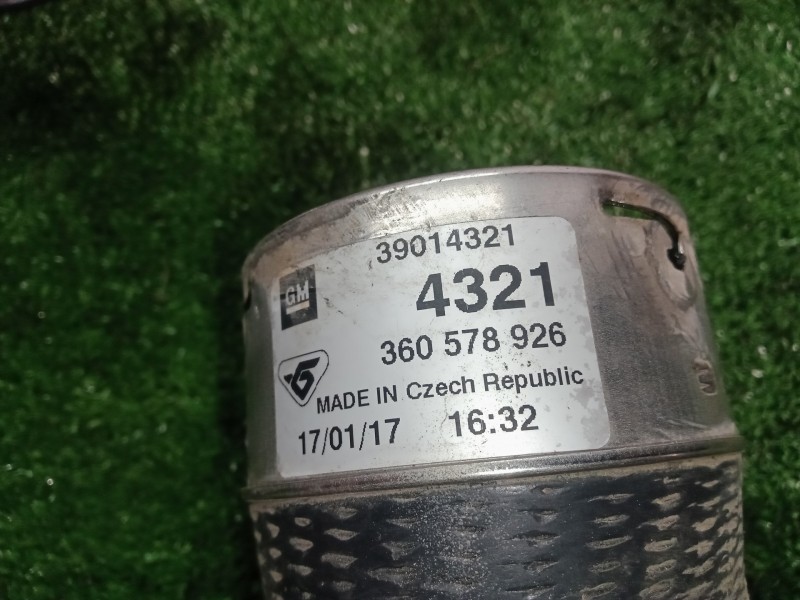 39014321
GM
4321
360 578 926
MADE IN Czech Republic
17/01/17 16:32